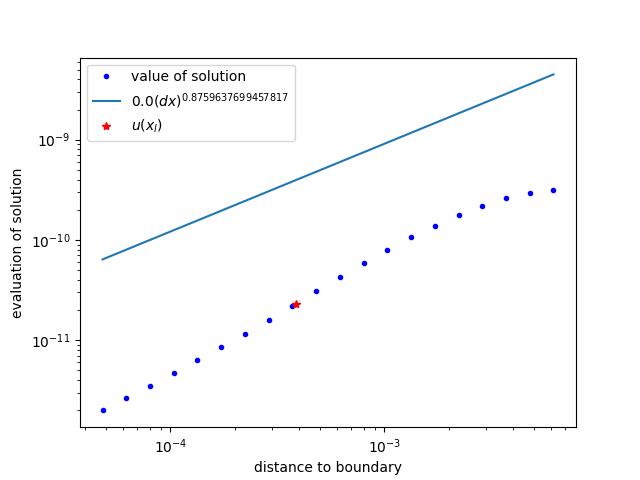 value of solution
0.0(dx)^0.8759637699457817
u(x_l)
10^-9
10^-10
10^-11
evaluation of solution
10^-4
10^-3
distance to boundary